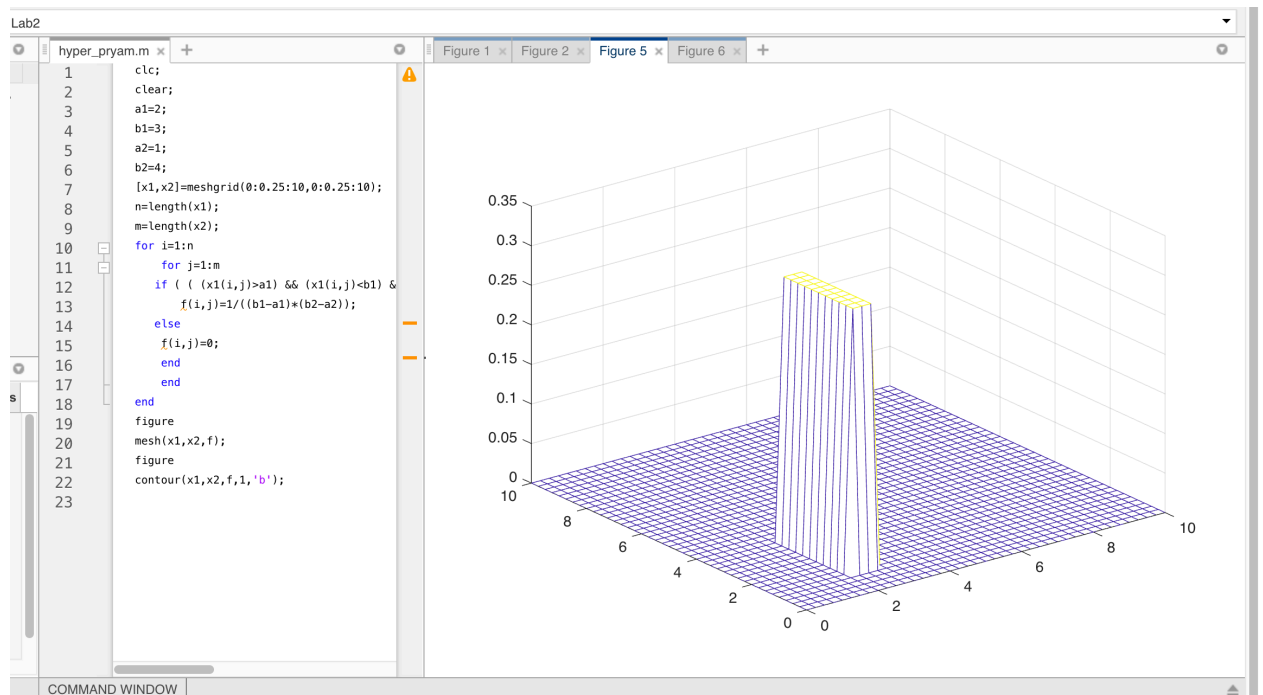 Lab2
hyper_pryam.m × +
1 clc;
2 clear;
3 a1=2;
4 b1=3;
5 a2=1;
6 b2=4;
7 [x1,x2]=meshgrid(0:0.25:10,0:0.25:10);
8 n=length(x1);
9 m=length(x2);
10 for i=1:n
11 for j=1:m
12 if ( ( (x1(i,j)>a1) && (x1(i,j)<b1) &
13 f(i,j)=1/((b1-a1)*(b2-a2));
14 else
15 f(i,j)=0;
16 end
17 end
18 end
19 figure
20 mesh(x1,x2,f);
21 figure
22 contour(x1,x2,f,1,'b');
23
s
Figure 1 × Figure 2 × Figure 5 × Figure 6 × +
0.35
0.3
0.25
0.2
0.15
0.1
0.05
0
10
8
6
4
2
0
0
2
4
6
8
10
COMMAND WINDOW